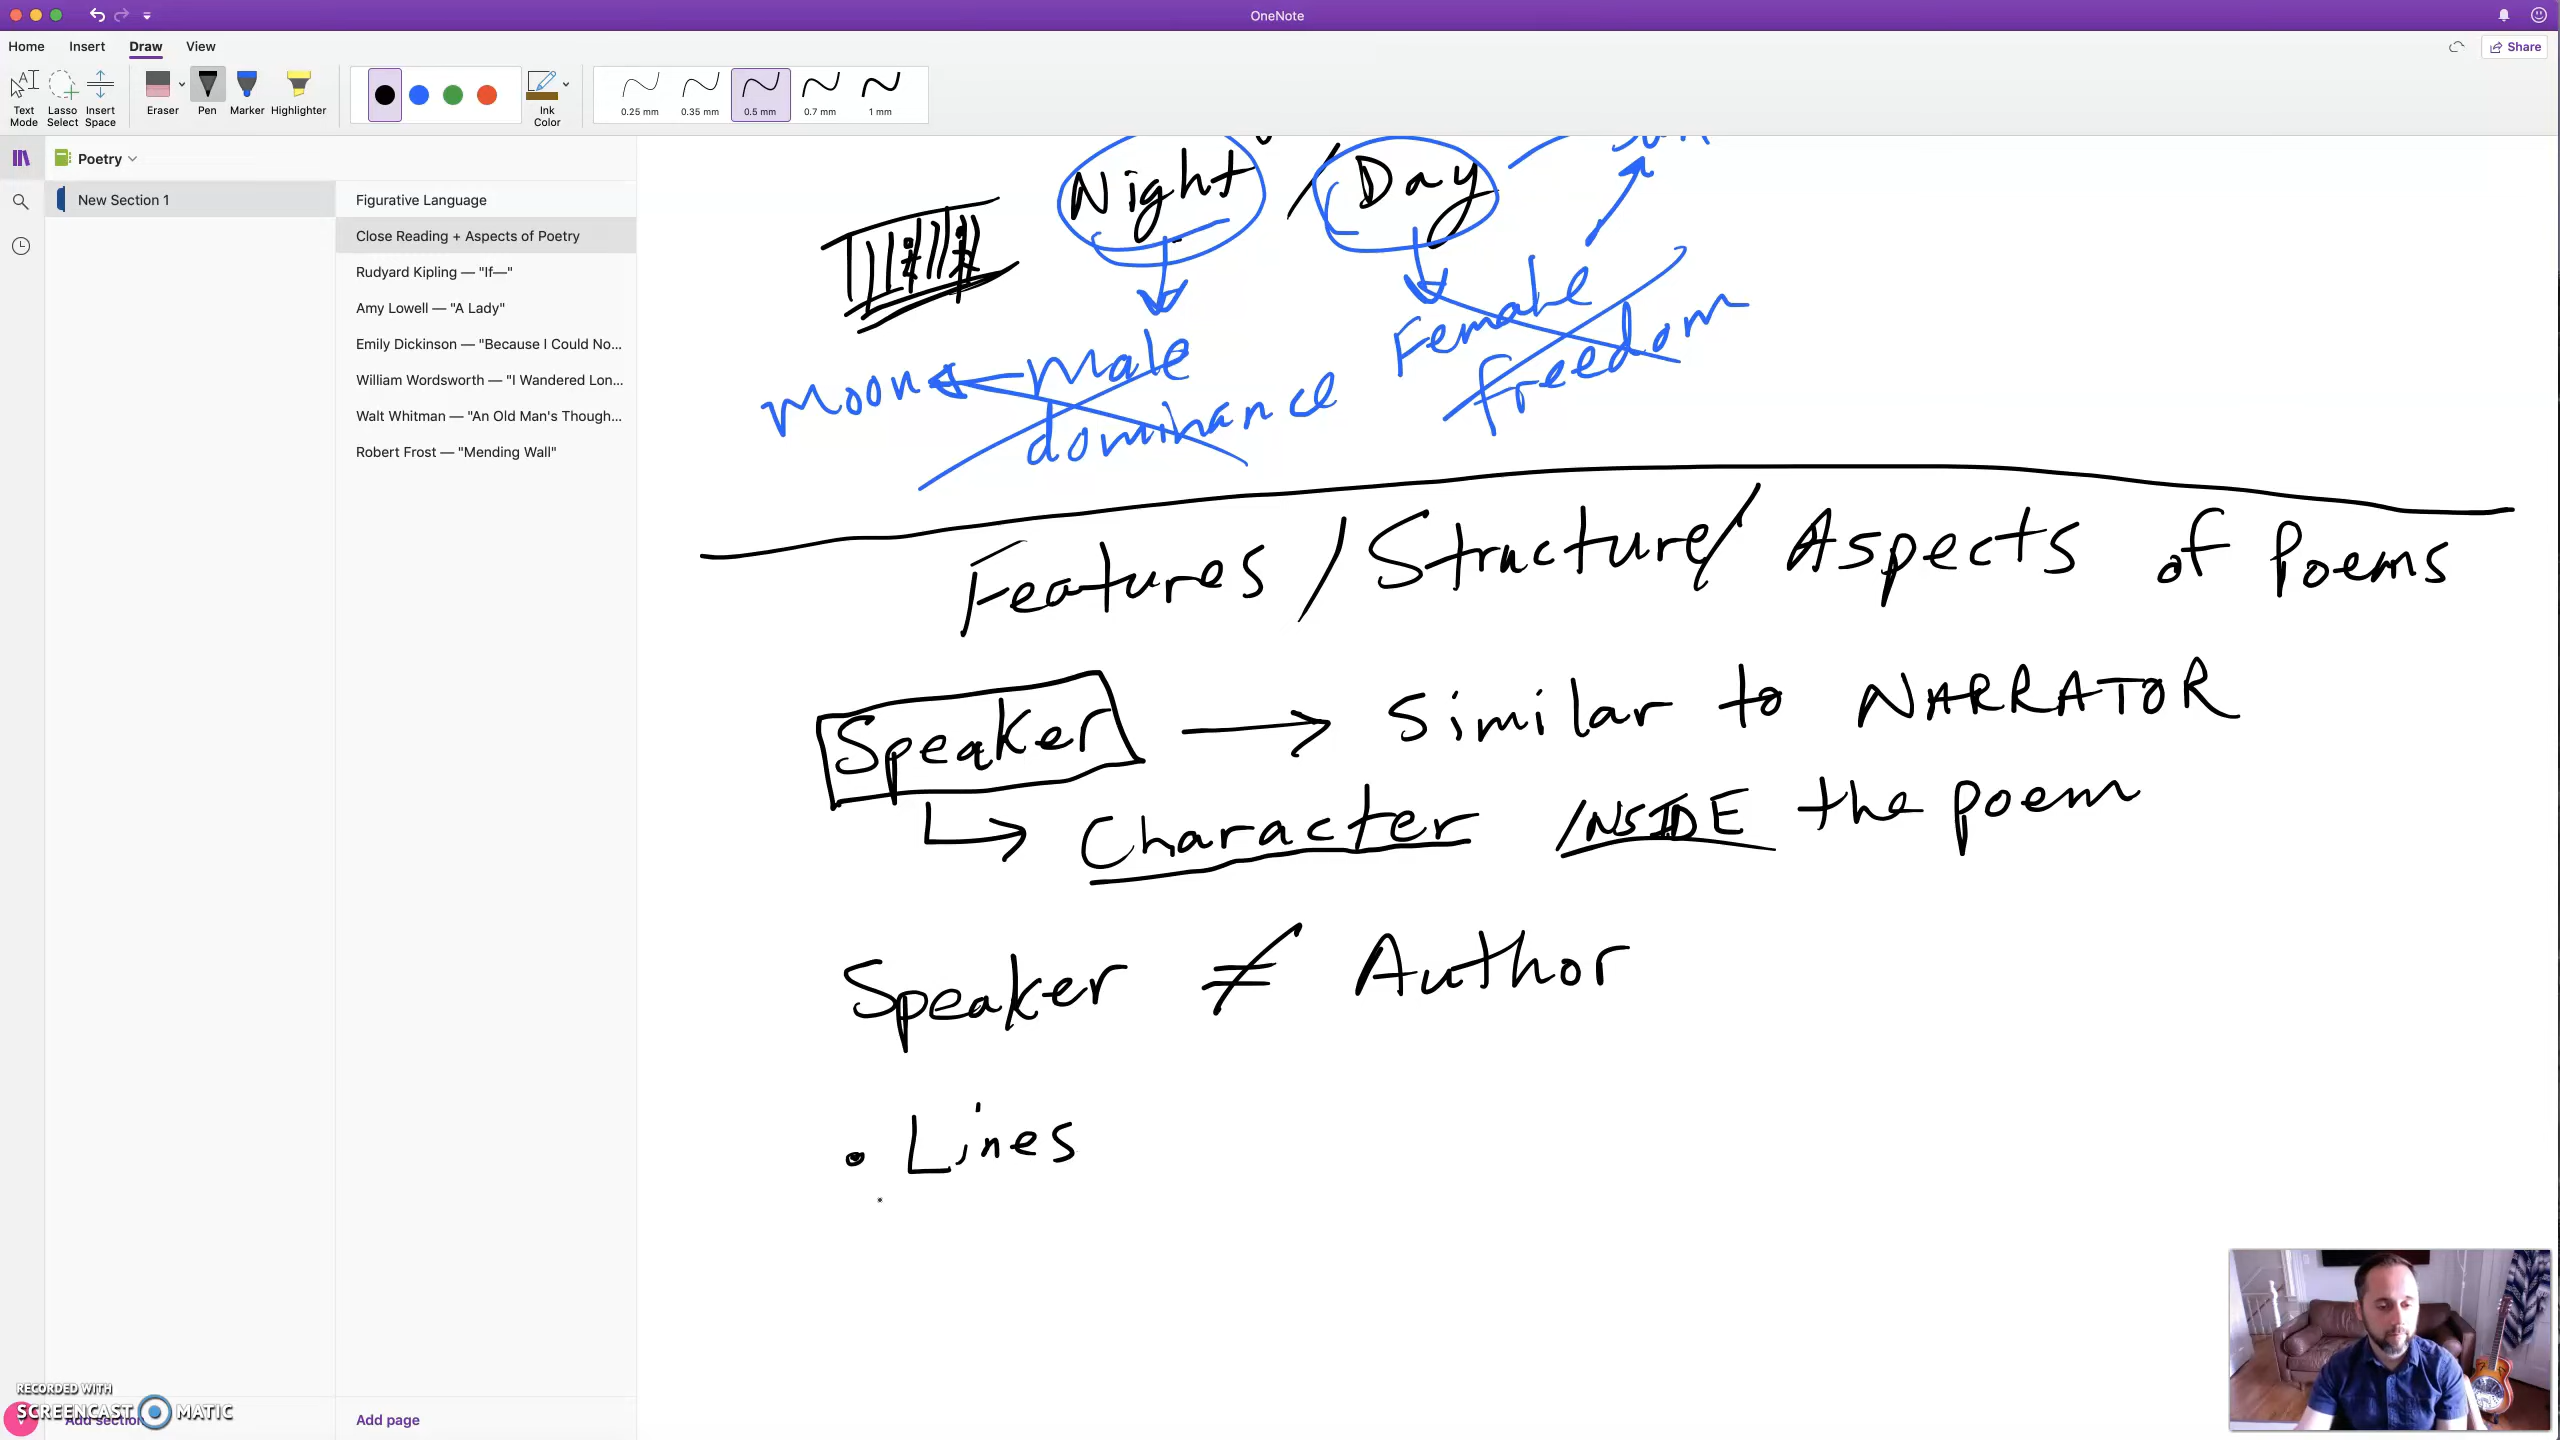 OneNote
Home Insert Draw View
Share
Text Mode
Lasso Select
Insert Space
Eraser
Pen
Marker
Highlighter
Ink Color
0.25 mm
0.35 mm
0.5 mm
0.7 mm
1 mm
Poetry
New Section 1
Figurative Language
Close Reading + Aspects of Poetry
Rudyard Kipling — "If—"
Amy Lowell — "A Lady"
Emily Dickinson — "Because I Could No...
William Wordsworth — "I Wandered Lon...
Walt Whitman — "An Old Man's Though...
Robert Frost — "Mending Wall"
Night / Day
moon male dominance
Female freedom
Features / Structure / Aspects of Poems
Speaker → Similar to NARRATOR
Character INSIDE the poem
Speaker ≠ Author
• Lines
RECORDED WITH
SCREENCAST MATIC
Add section
Add page